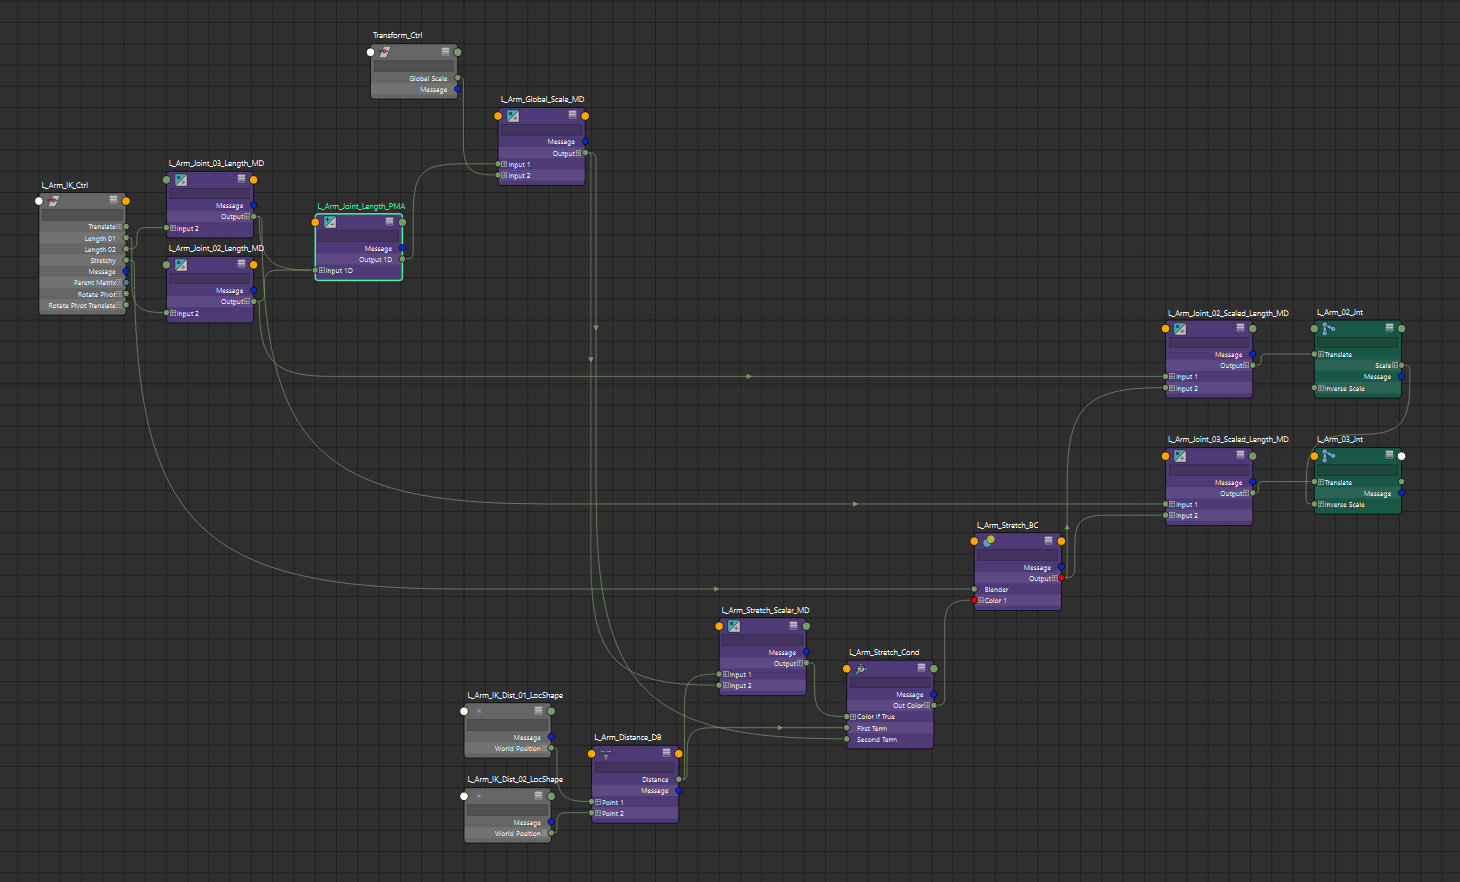 Transform_Ctrl
Global Scale
Message
L_Arm_Global_Scale_MD
Message
Output
Input 1
Input 2
L_Arm_Joint_03_Length_MD
Message
Output
Input 2
L_Arm_IK_Ctrl
Translate
Length 01
Length 02
Stretchy
Message
Parent Matrix
Rotate Pivot
Rotate Pivot Translate
L_Arm_Joint_Length_PMA
Message
Output 1D
Input 1D
L_Arm_Joint_02_Length_MD
Message
Output
Input 2
L_Arm_Joint_02_Scaled_Length_MD
Message
Output
Input 1
Input 2
L_Arm_02_Jnt
Translate
Scale
Message
Inverse Scale
L_Arm_Joint_03_Scaled_Length_MD
Message
Output
Input 1
Input 2
L_Arm_03_Jnt
Translate
Message
Inverse Scale
L_Arm_Stretch_BC
Message
Output
Blender
Color 1
L_Arm_Stretch_Scalar_MD
Message
Output
Input 1
Input 2
L_Arm_Stretch_Cond
Message
Out Color
Color If True
First Term
Second Term
L_Arm_IK_Dist_01_LocShape
Message
World Position
L_Arm_Distance_DB
Distance
Message
Point 1
Point 2
L_Arm_IK_Dist_02_LocShape
Message
World Position